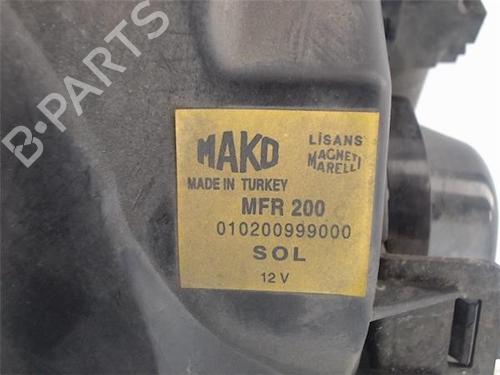 B-PARTS
MAKO
LİSANS
MAGNETI
MARELLI
MADE IN TURKEY
MFR 200
010200999000
SOL
12 V